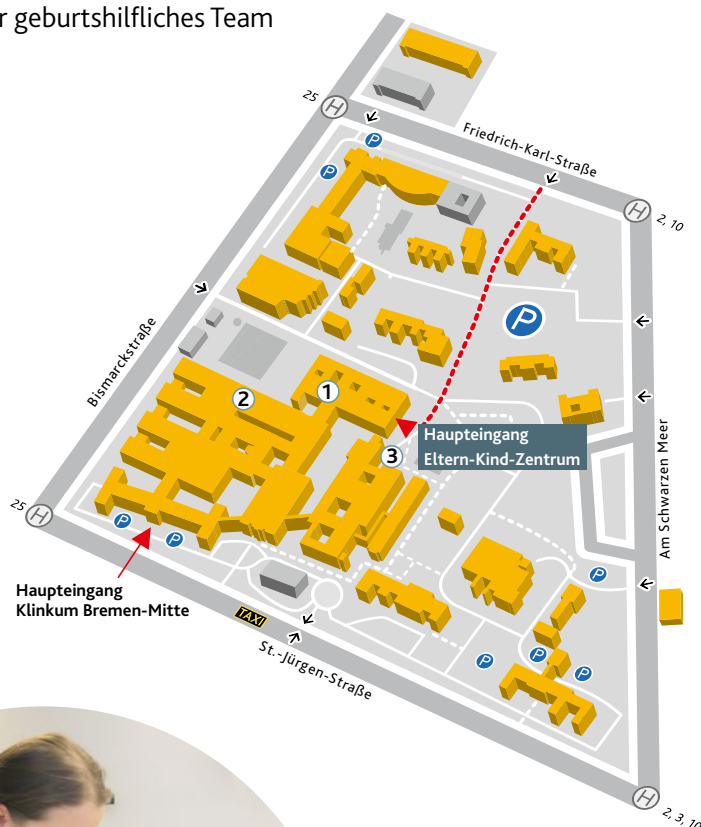 r geburtshilfliches Team
25
H
Friedrich-Karl-Straße
P
P
H
2, 10
P
Bismarckstraße
1
2
3
Haupteingang
Eltern-Kind-Zentrum
Am Schwarzen Meer
25
H
P
P
Haupteingang
Klinkum Bremen-Mitte
TAXI
St.-Jürgen-Straße
P
P
P
P
H
2, 3, 10